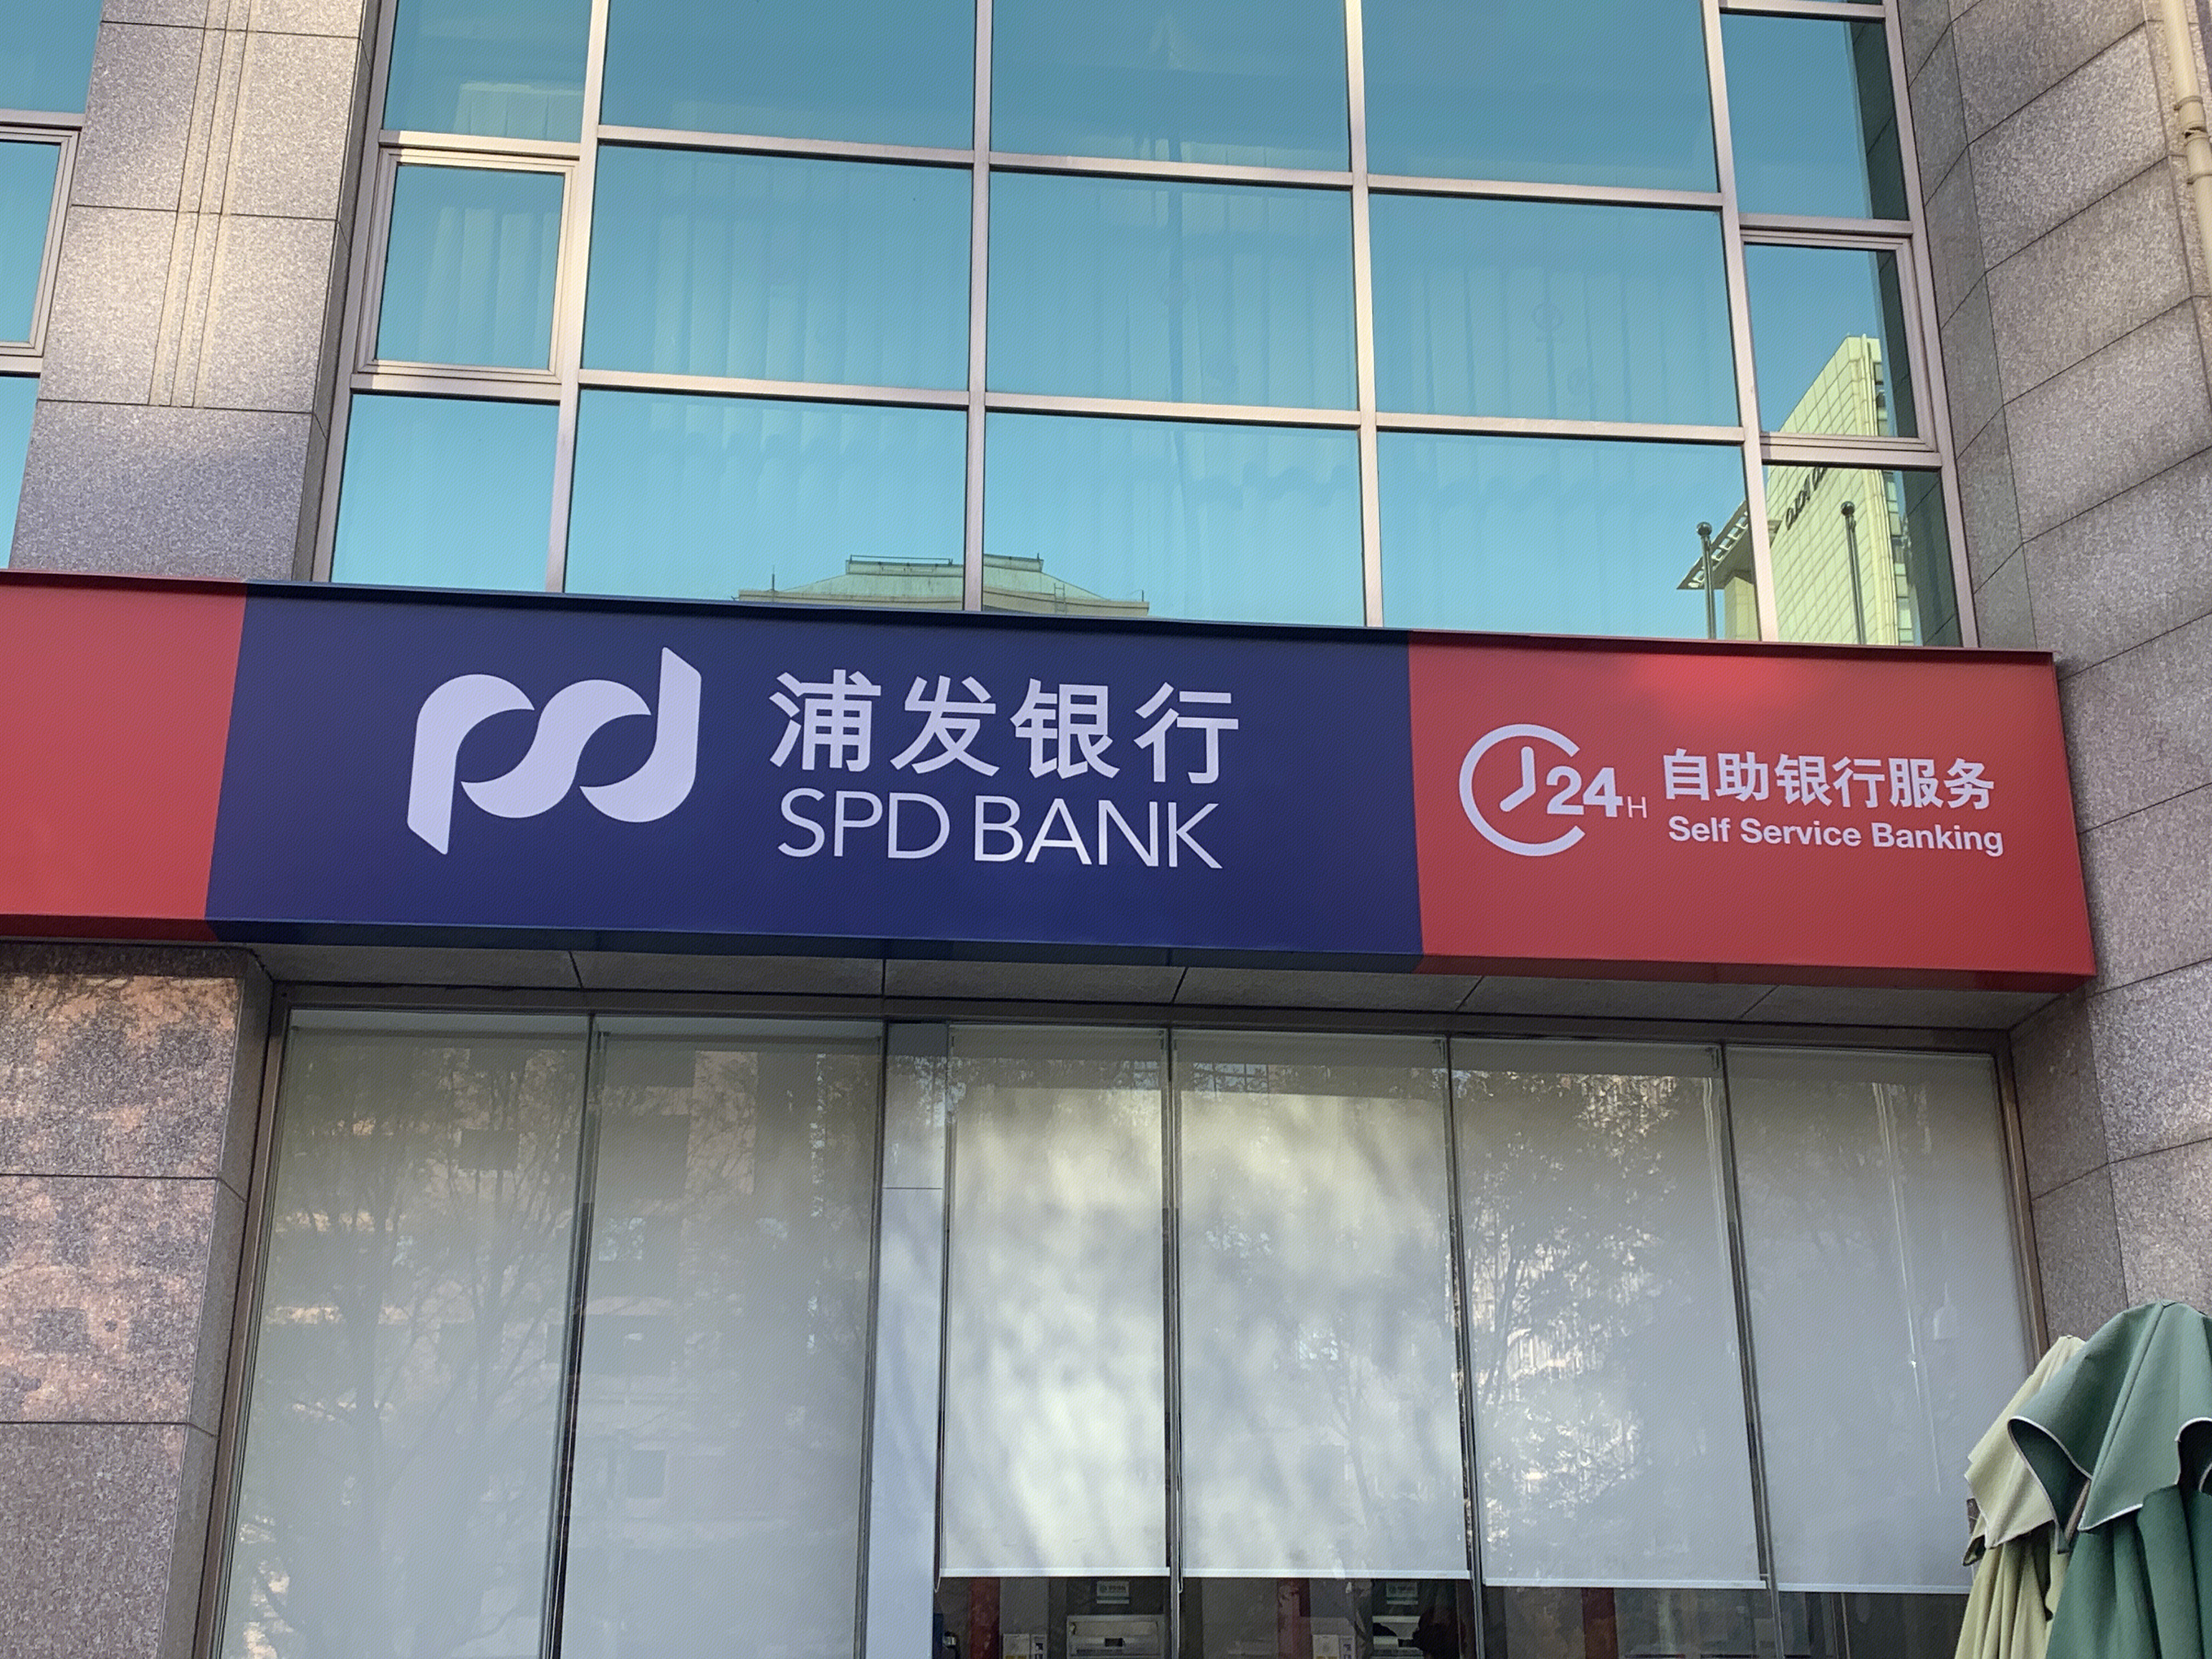 浦发银行
SPD BANK
24H
自助银行服务
Self Service Banking